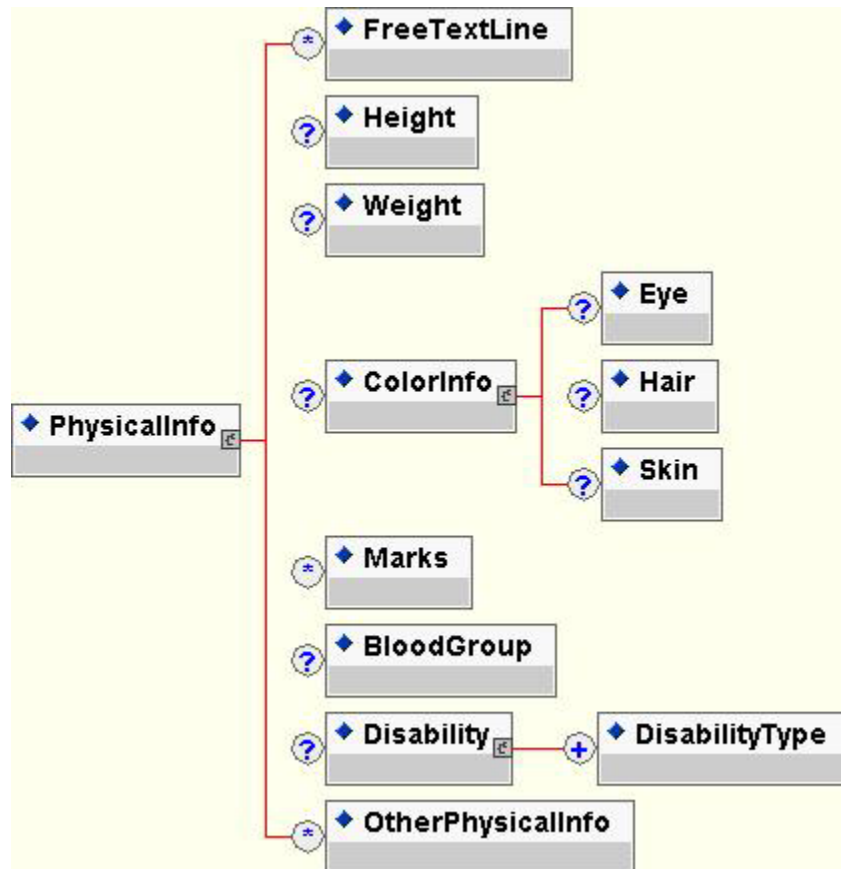 * FreeTextLine
? Height
? Weight
? ColorInfo
? Eye
? Hair
? Skin
PhysicalInfo
* Marks
? BloodGroup
? Disability
+ DisabilityType
* OtherPhysicalInfo